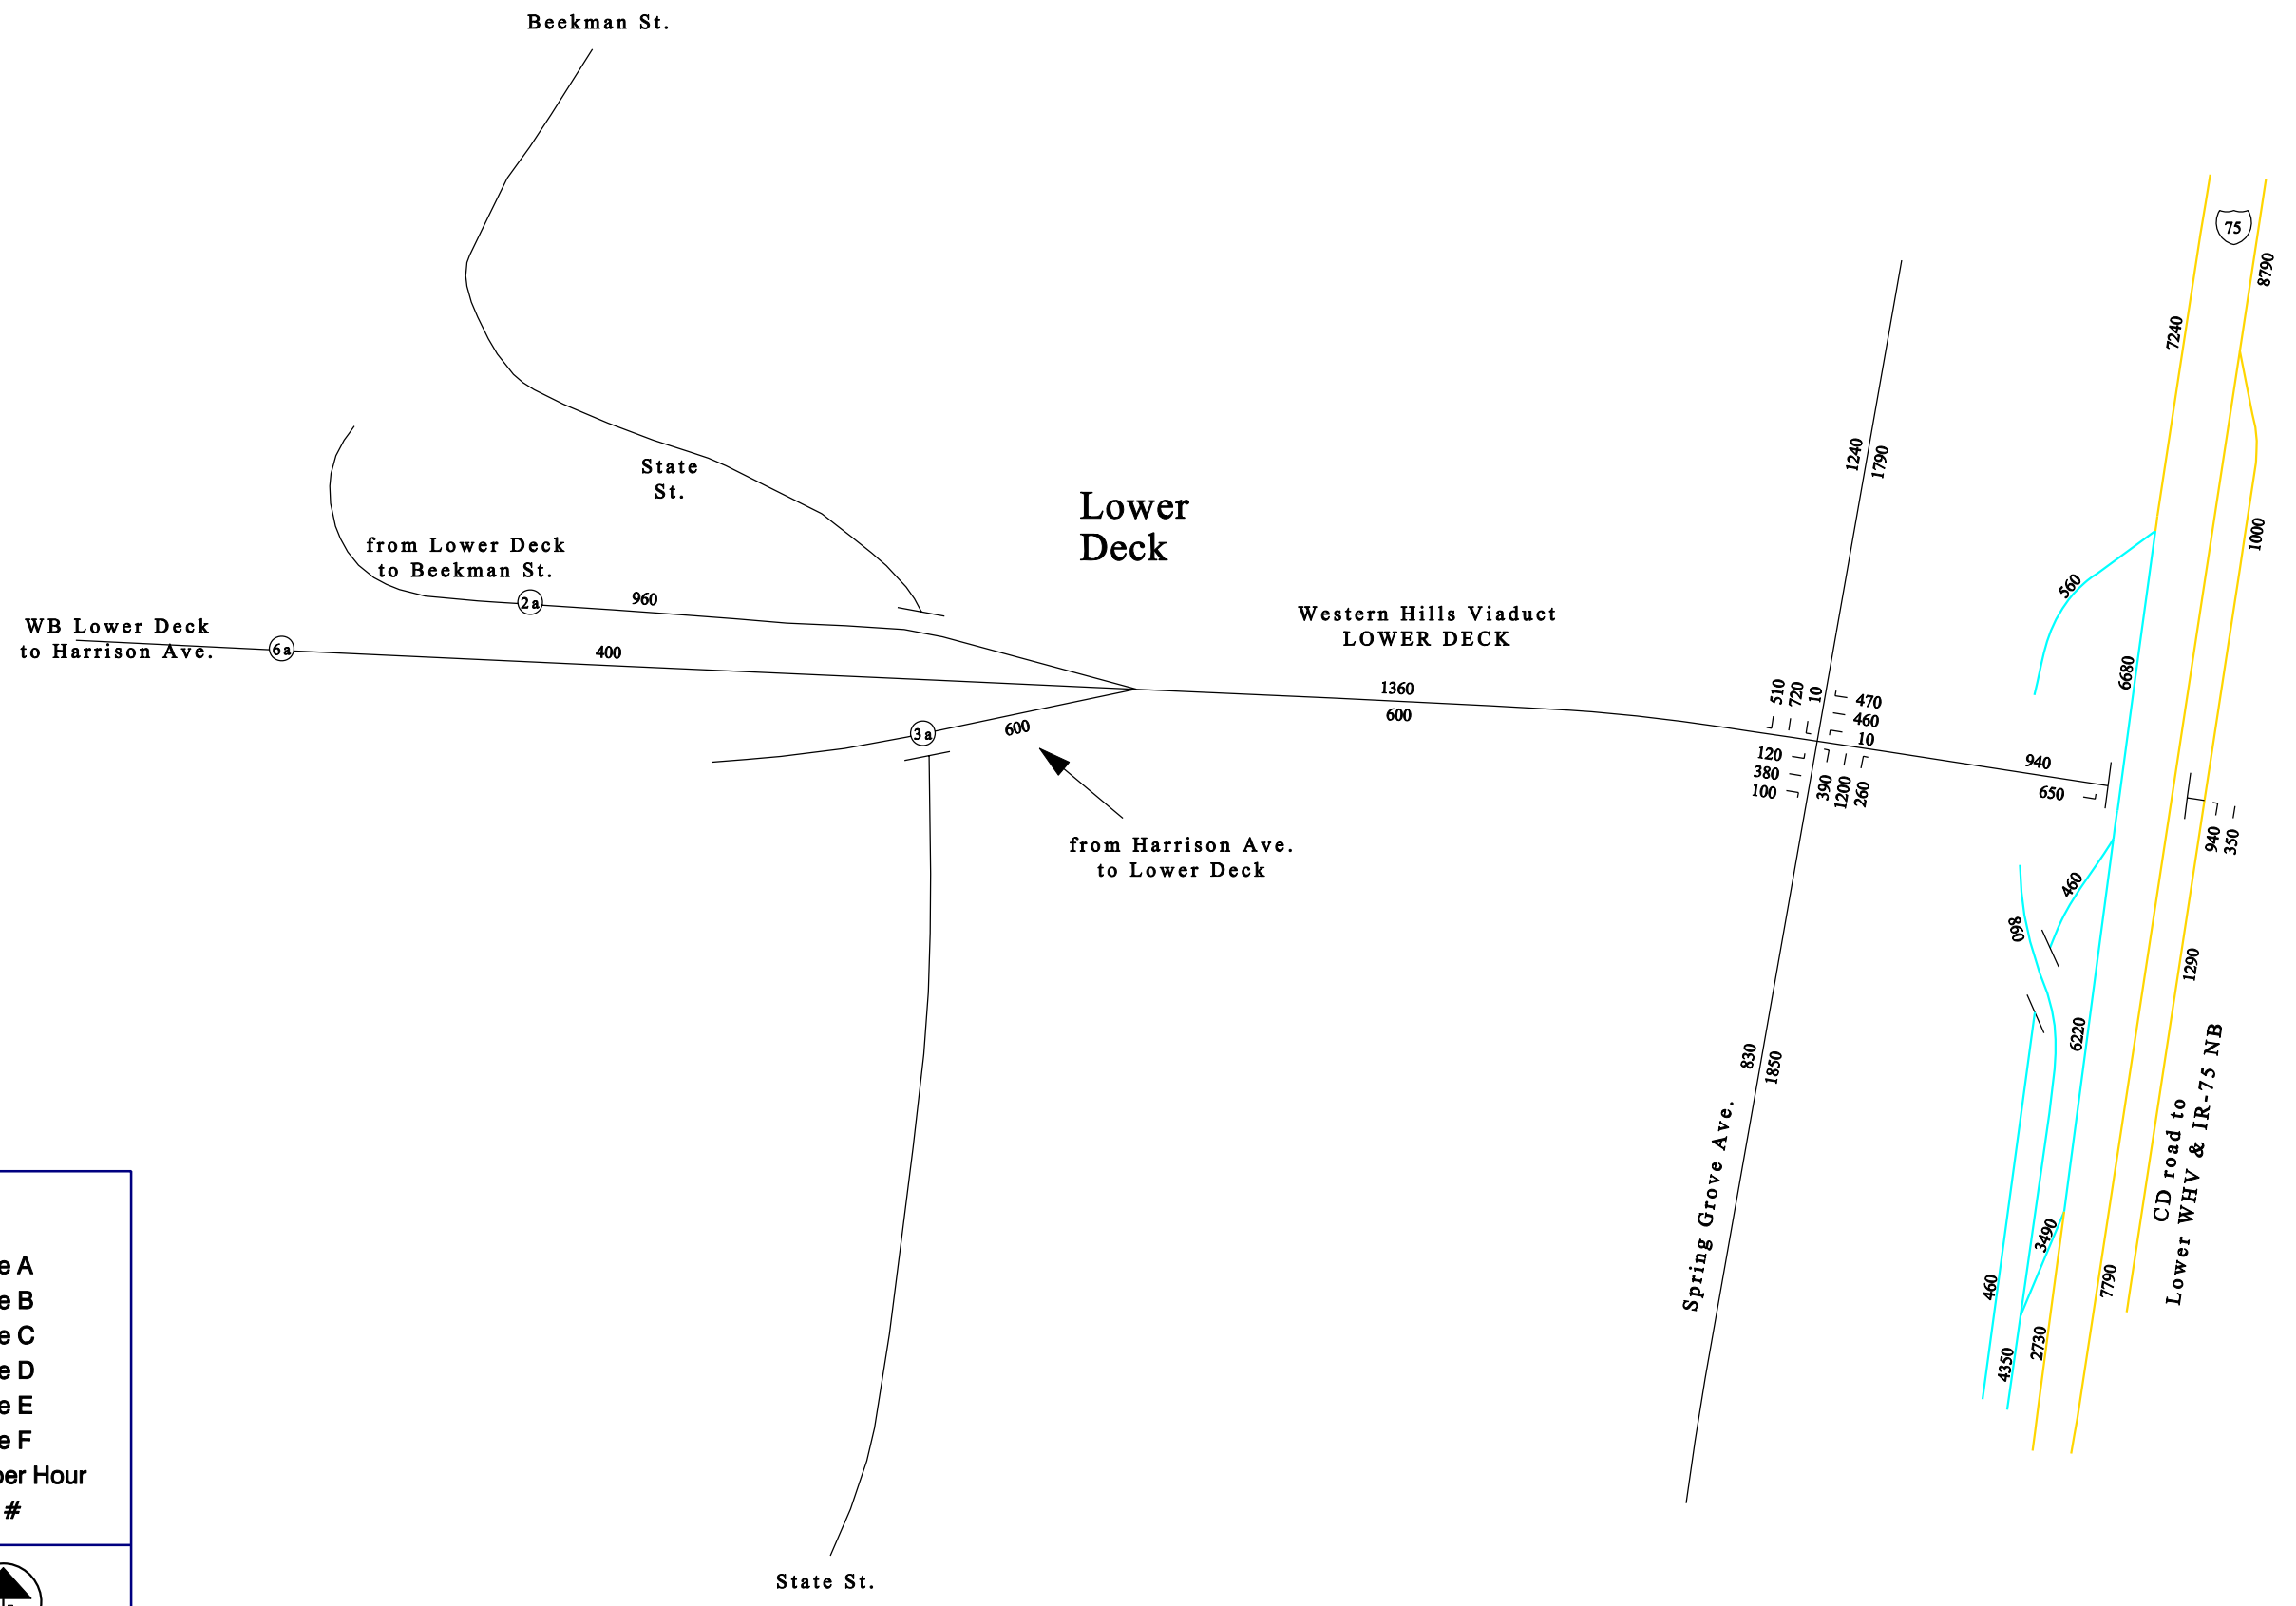 Beekman St.
75
8790
7240
1240
1790
State
St.
Lower
Deck
1000
from Lower Deck
to Beekman St.
2a
960
560
WB Lower Deck
to Harrison Ave.
6a
400
Western Hills Viaduct
LOWER DECK
6680
1360
600
510
720
10
470
460
10
120
380
100
390
1200
260
940
650
940
350
3a
600
from Harrison Ave.
to Lower Deck
460
860
1290
6220
830
1850
Spring Grove Ave.
CD road to
Lower WHV & IR-75 NB
3490
460
7790
2730
4350
e A
e B
e C
e D
e E
e F
per Hour
#
State St.